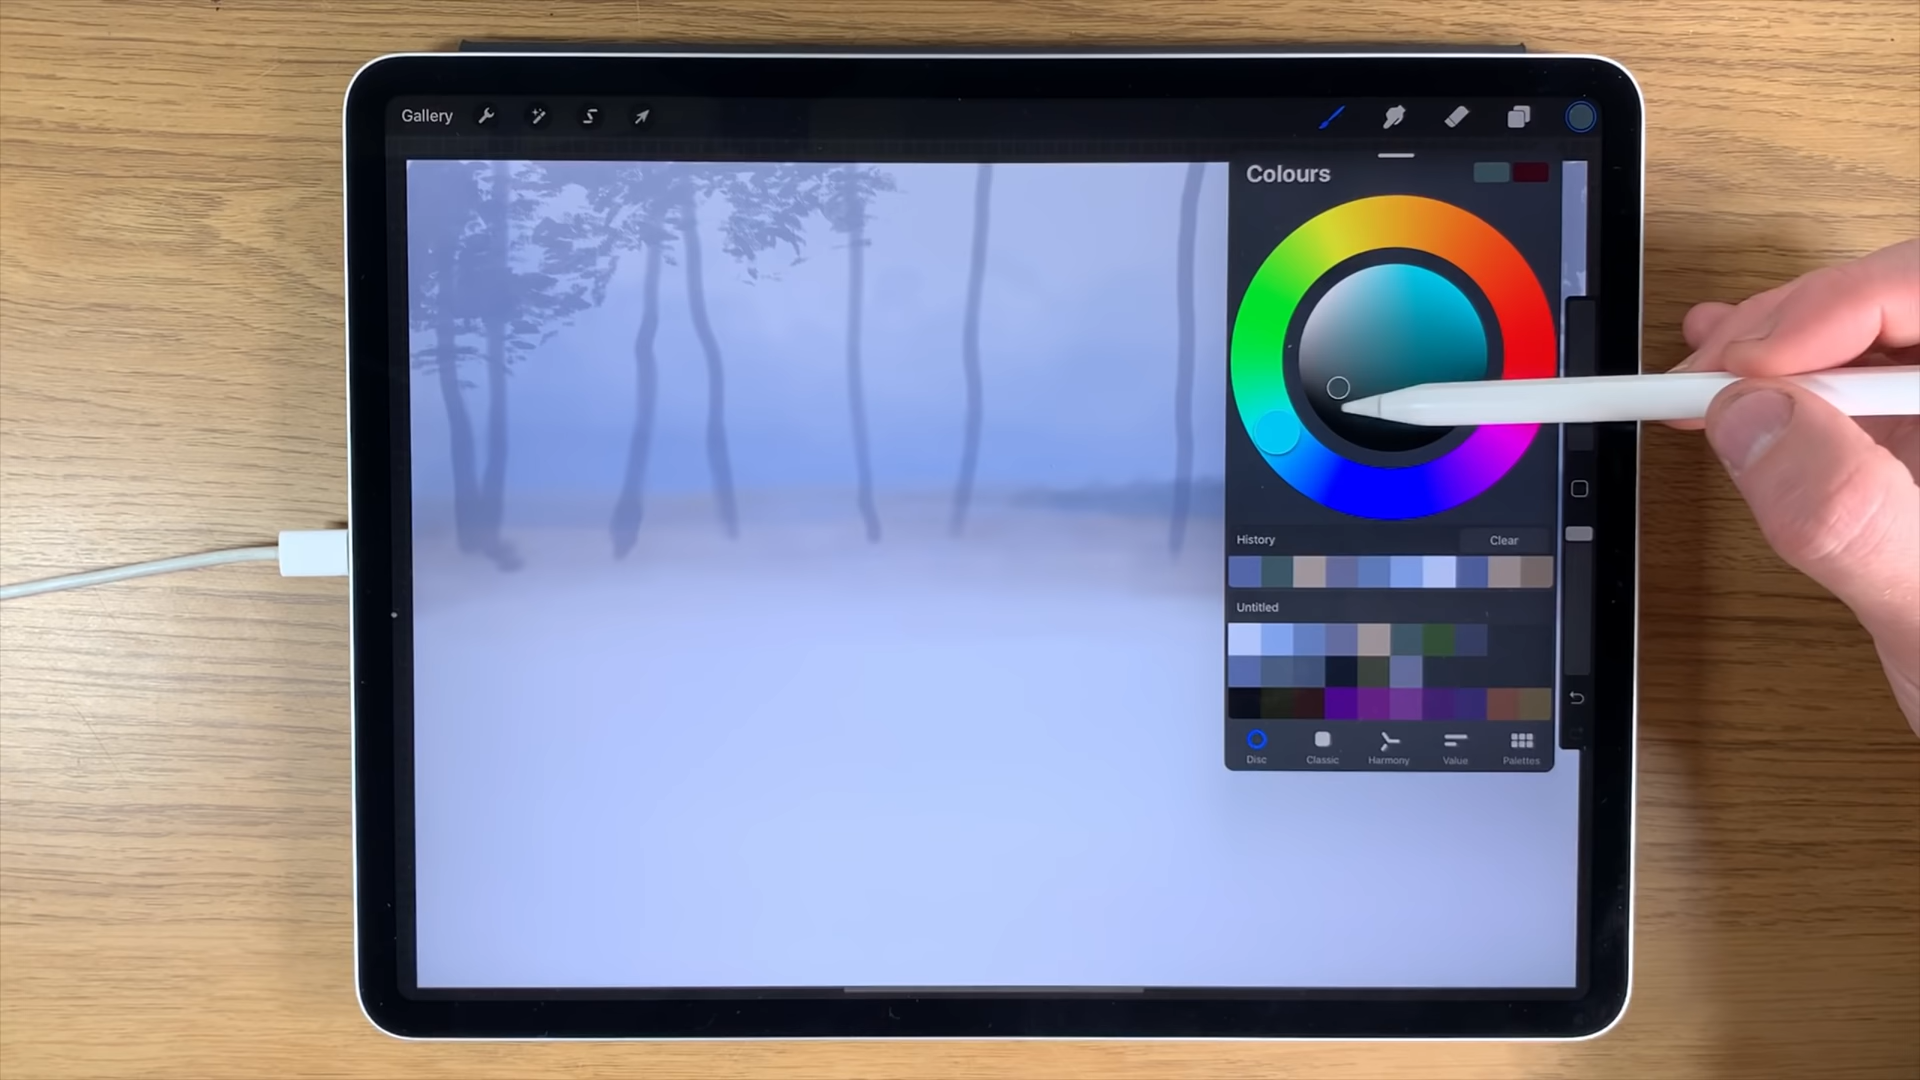 Gallery
Colours
History
Clear
Untitled
Disc
Classic
Harmony
Value
Palettes